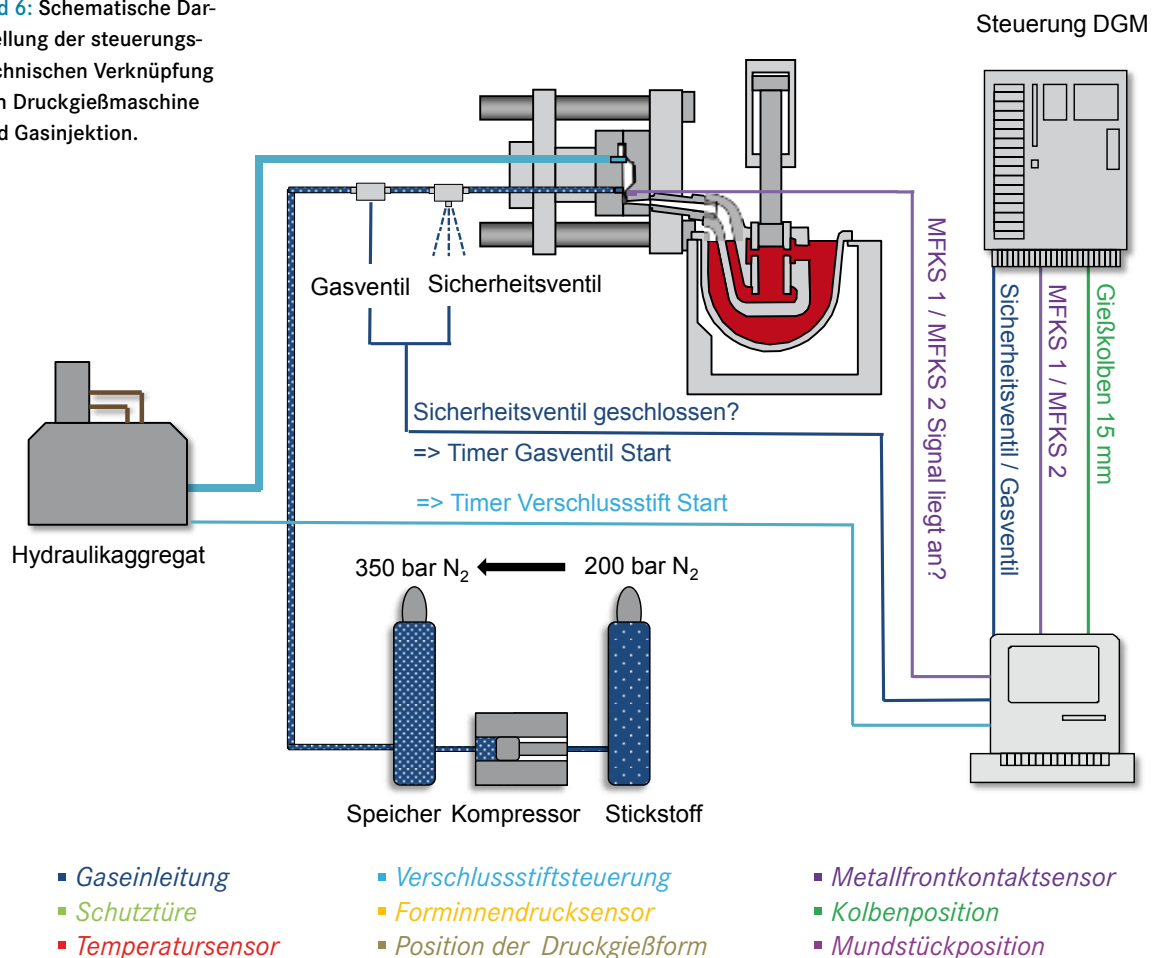 6: Schematische Dar-
der steuerungs-
Verknüpfung
Druckgießmaschine
Gasinjektion.
Steuerung DGM
Gasventil
Sicherheitsventil
Sicherheitsventil geschlossen?
=> Timer Gasventil Start
=> Timer Verschlussstift Start
MFKS 1 / MFKS 2 Signal liegt an?
Sicherheitsventil / Gasventil
MFKS 1 / MFKS 2
Gießkolben 15 mm
Hydraulikaggregat
350 bar N₂
200 bar N₂
Speicher
Kompressor
Stickstoff
Gaseinleitung
Verschlussstiftsteuerung
Metallfrontkontaktsensor
Schutztüre
Forminnendrucksensor
Kolbenposition
Temperatursensor
Position der Druckgießform
Mundstückposition